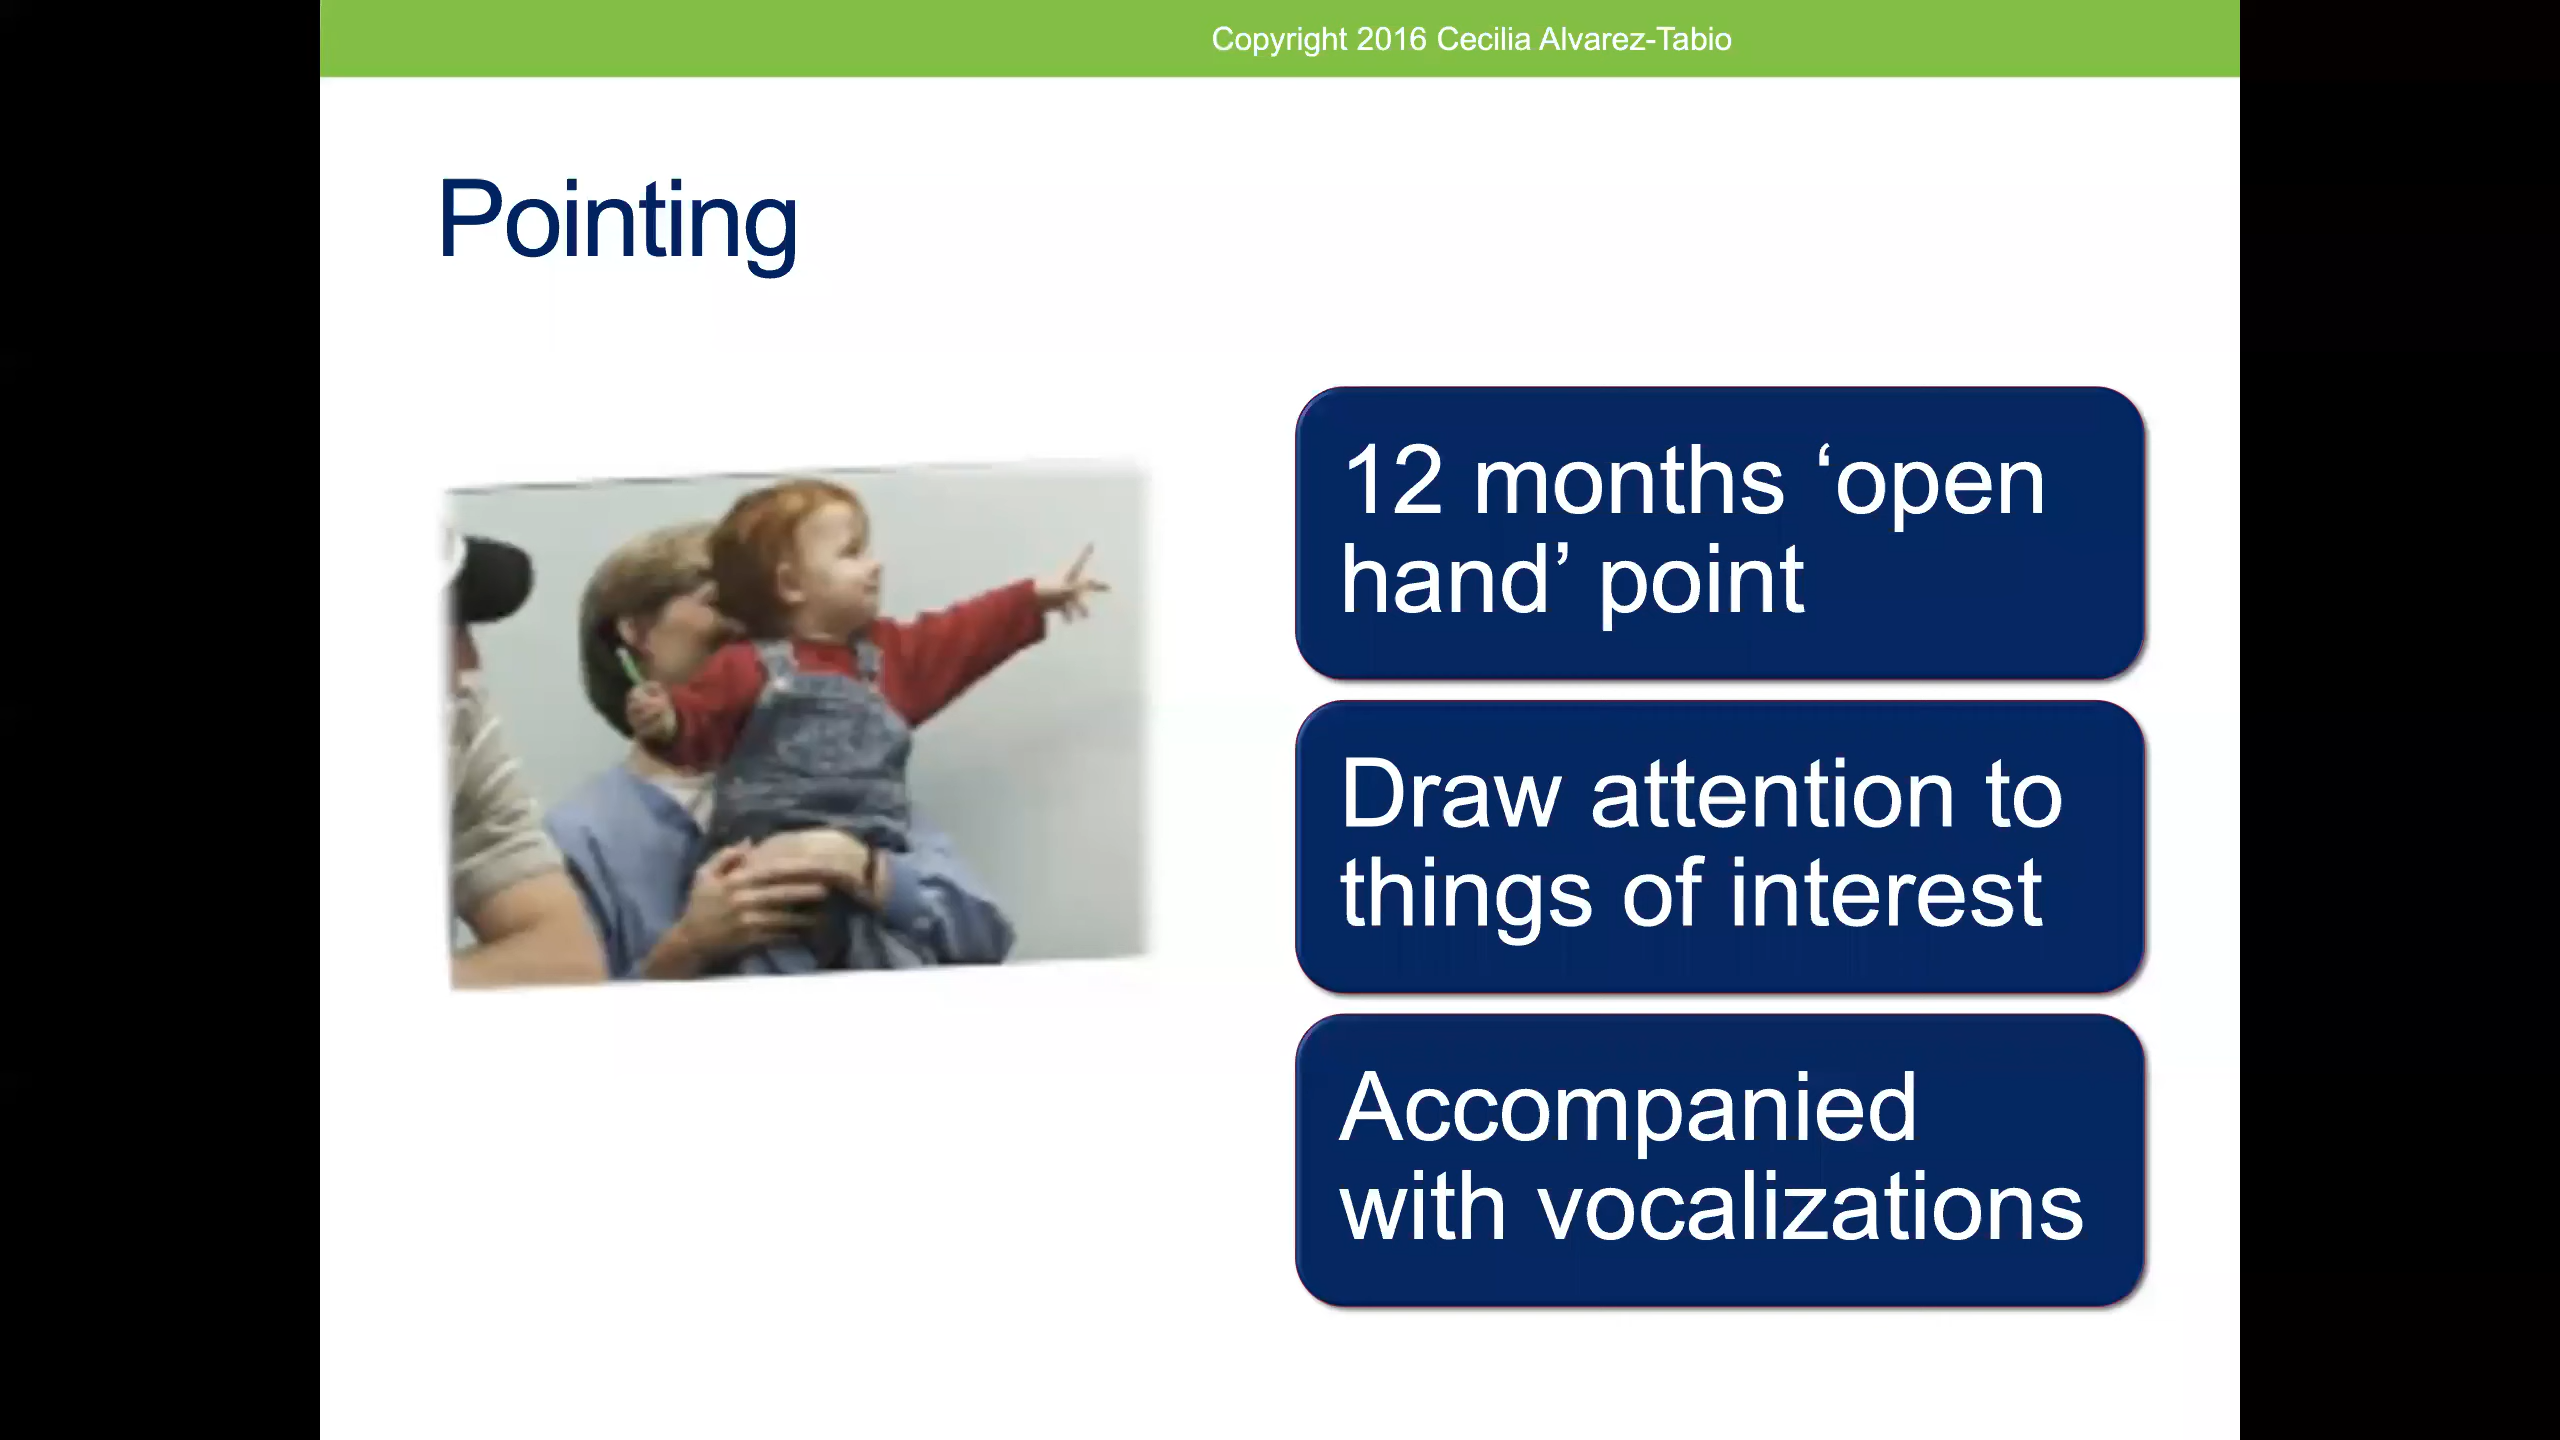 Copyright 2016 Cecilia Alvarez-Tabio
Pointing
12 months ‘open
hand’ point
Draw attention to
things of interest
Accompanied
with vocalizations